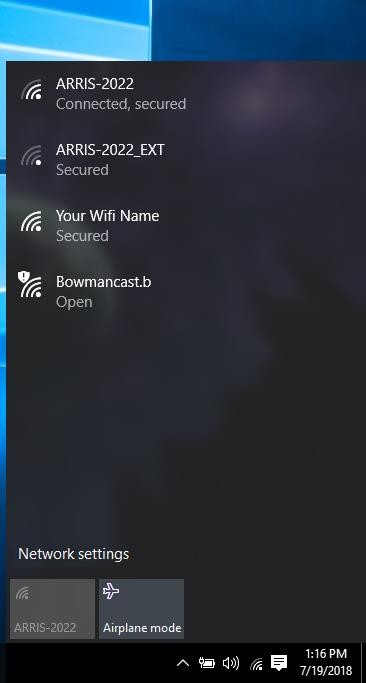 ARRIS-2022
Connected, secured
ARRIS-2022_EXT
Secured
Your Wifi Name
Secured
Bowmancast.b
Open
Network settings
ARRIS-2022
Airplane mode
1:16 PM
7/19/2018